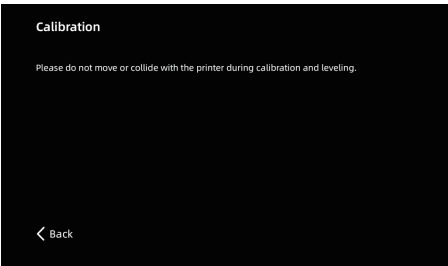 Calibration
Please do not move or collide with the printer during calibration and leveling.
Back